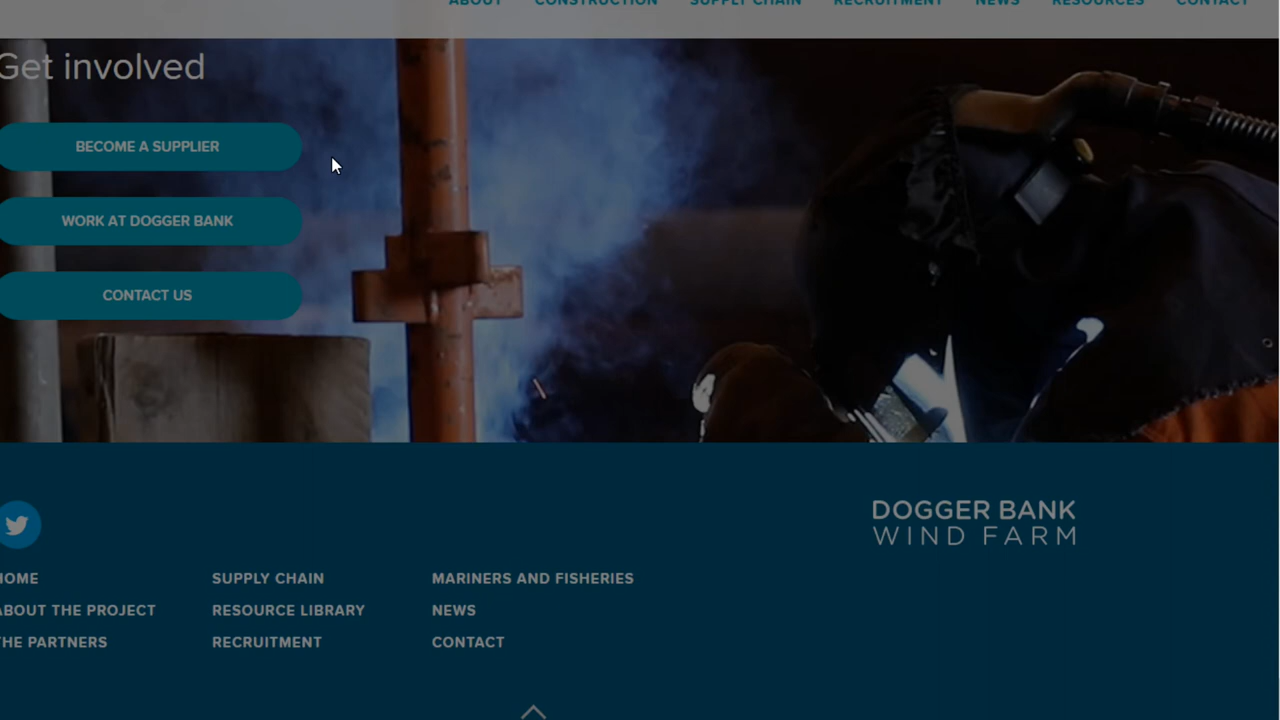 ABOUT CONSTRUCTION SUPPLY CHAIN RECRUITMENT NEWS RESOURCES CONTACT
Get involved
BECOME A SUPPLIER
WORK AT DOGGER BANK
CONTACT US
DOGGER BANK
WIND FARM
HOME SUPPLY CHAIN MARINERS AND FISHERIES
ABOUT THE PROJECT RESOURCE LIBRARY NEWS
THE PARTNERS RECRUITMENT CONTACT